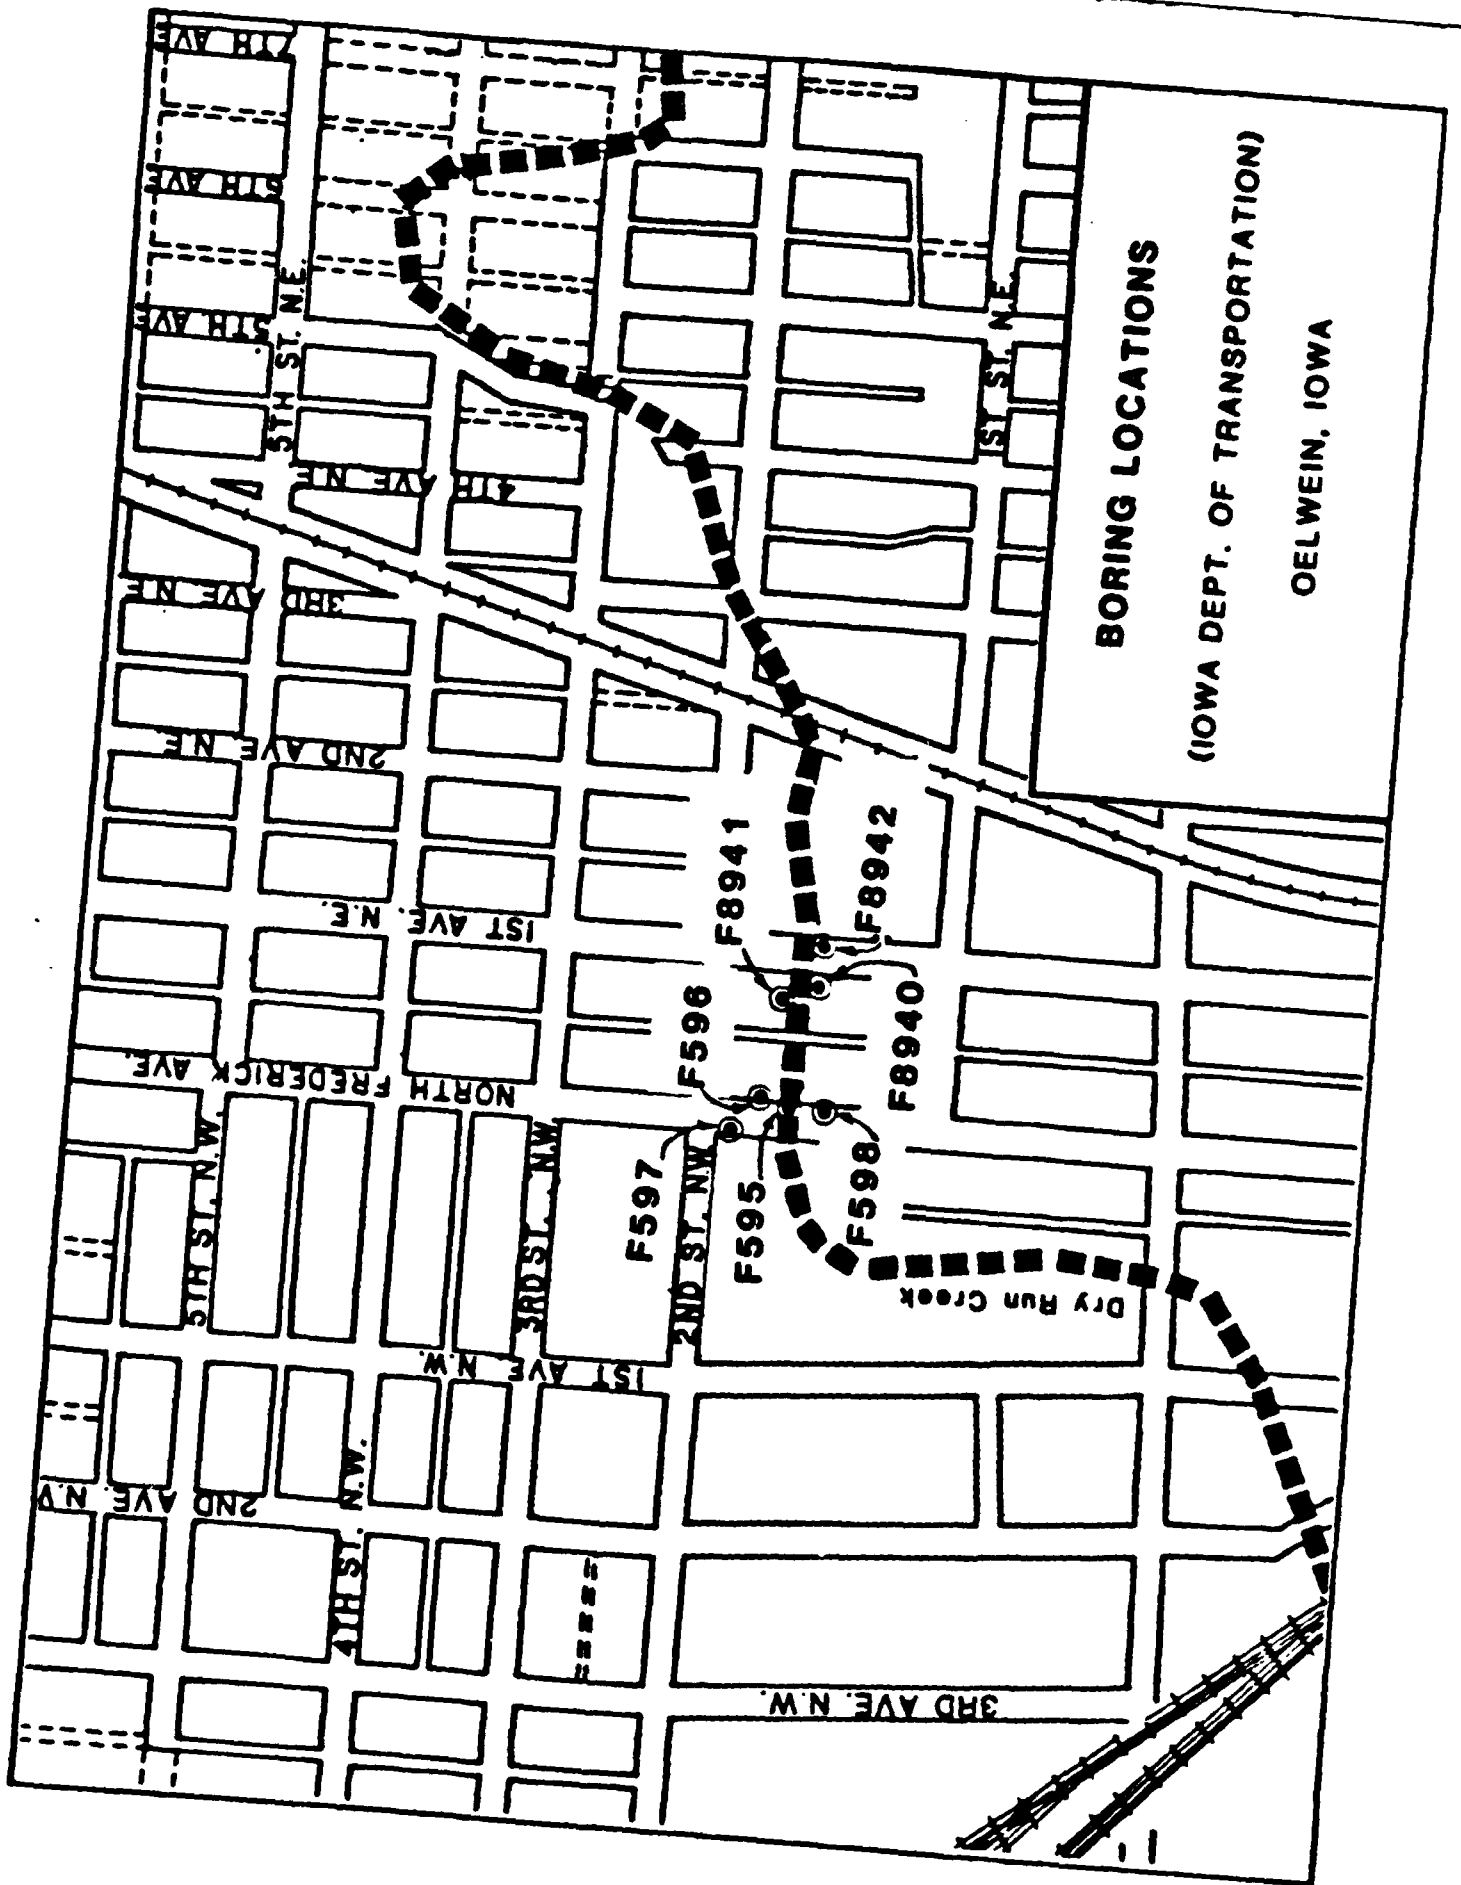 7TH AVE
6TH AVE
5TH AVE
5TH ST. N.E.
4TH AVE N.E.
3RD AVE N.E.
2ND AVE N.E.
1ST AVE. N.E.
1ST ST. N.E.
NORTH FREDERICK AVE.
5TH ST. N.W.
3RD ST. N.W.
2ND ST. N.W.
1ST AVE N.W.
2ND AVE. N.V
4TH ST. N.W.
3RD AVE. N.W.
F8941
F8942
F596
F8940
F597
F595
F598
Dry Run Creek
BORING LOCATIONS
(IOWA DEPT. OF TRANSPORTATION)
OELWEIN, IOWA